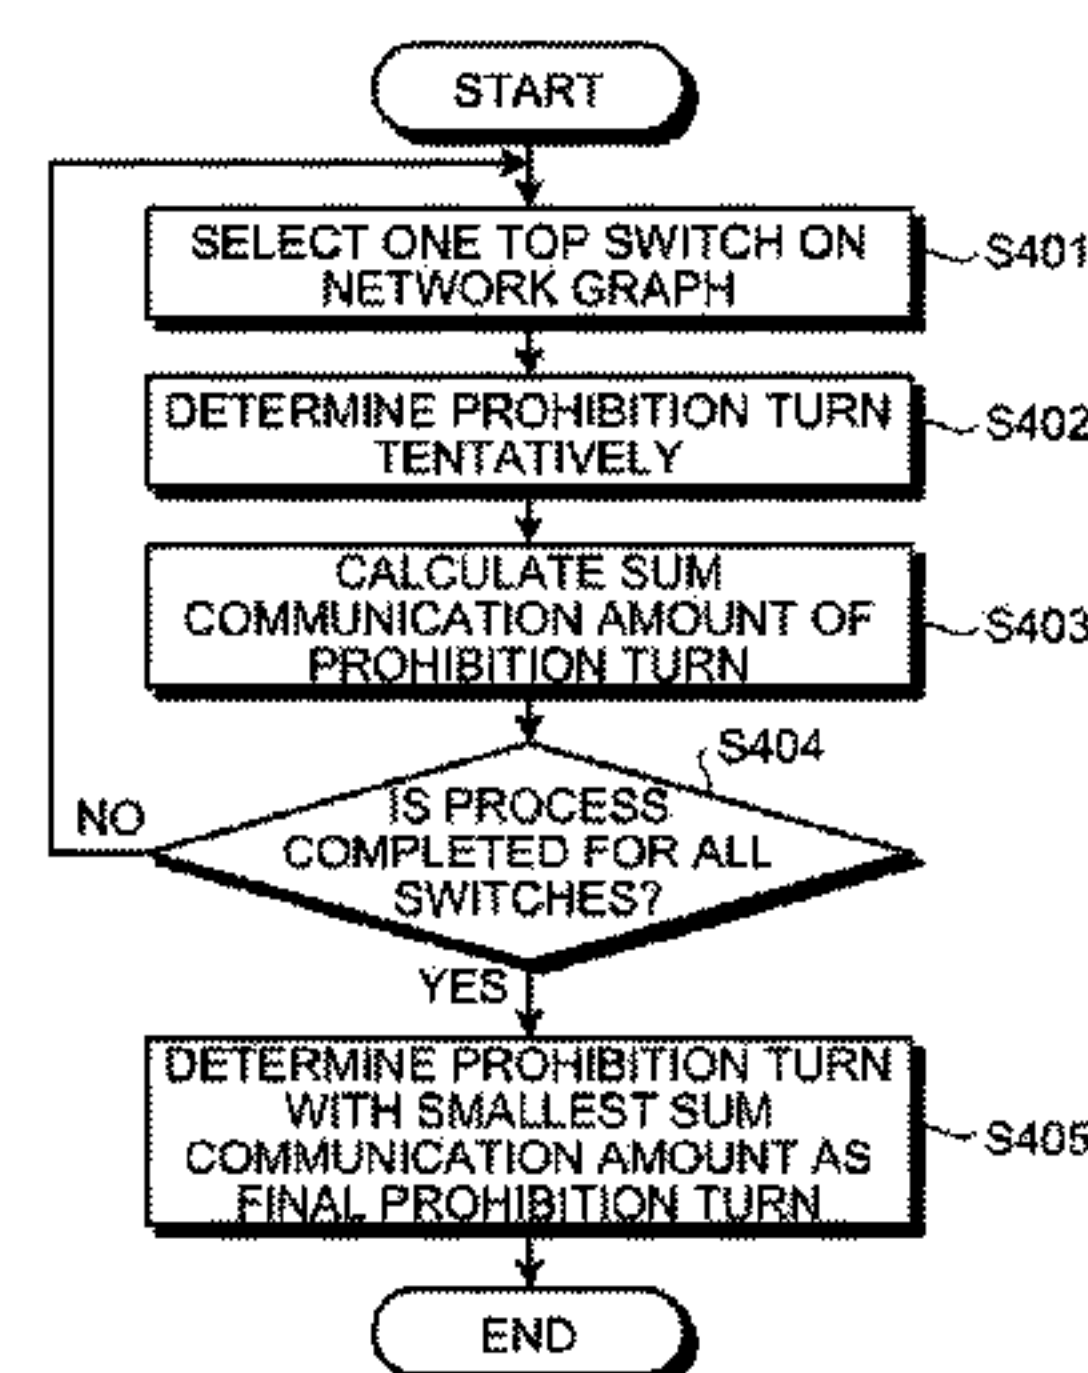 START
SELECT ONE TOP SWITCH ON
NETWORK GRAPH
S401
DETERMINE PROHIBITION TURN
TENTATIVELY
S402
CALCULATE SUM
COMMUNICATION AMOUNT OF
PROHIBITION TURN
S403
S404
IS PROCESS
COMPLETED FOR ALL
SWITCHES?
NO
YES
DETERMINE PROHIBITION TURN
WITH SMALLEST SUM
COMMUNICATION AMOUNT AS
FINAL PROHIBITION TURN
S405
END